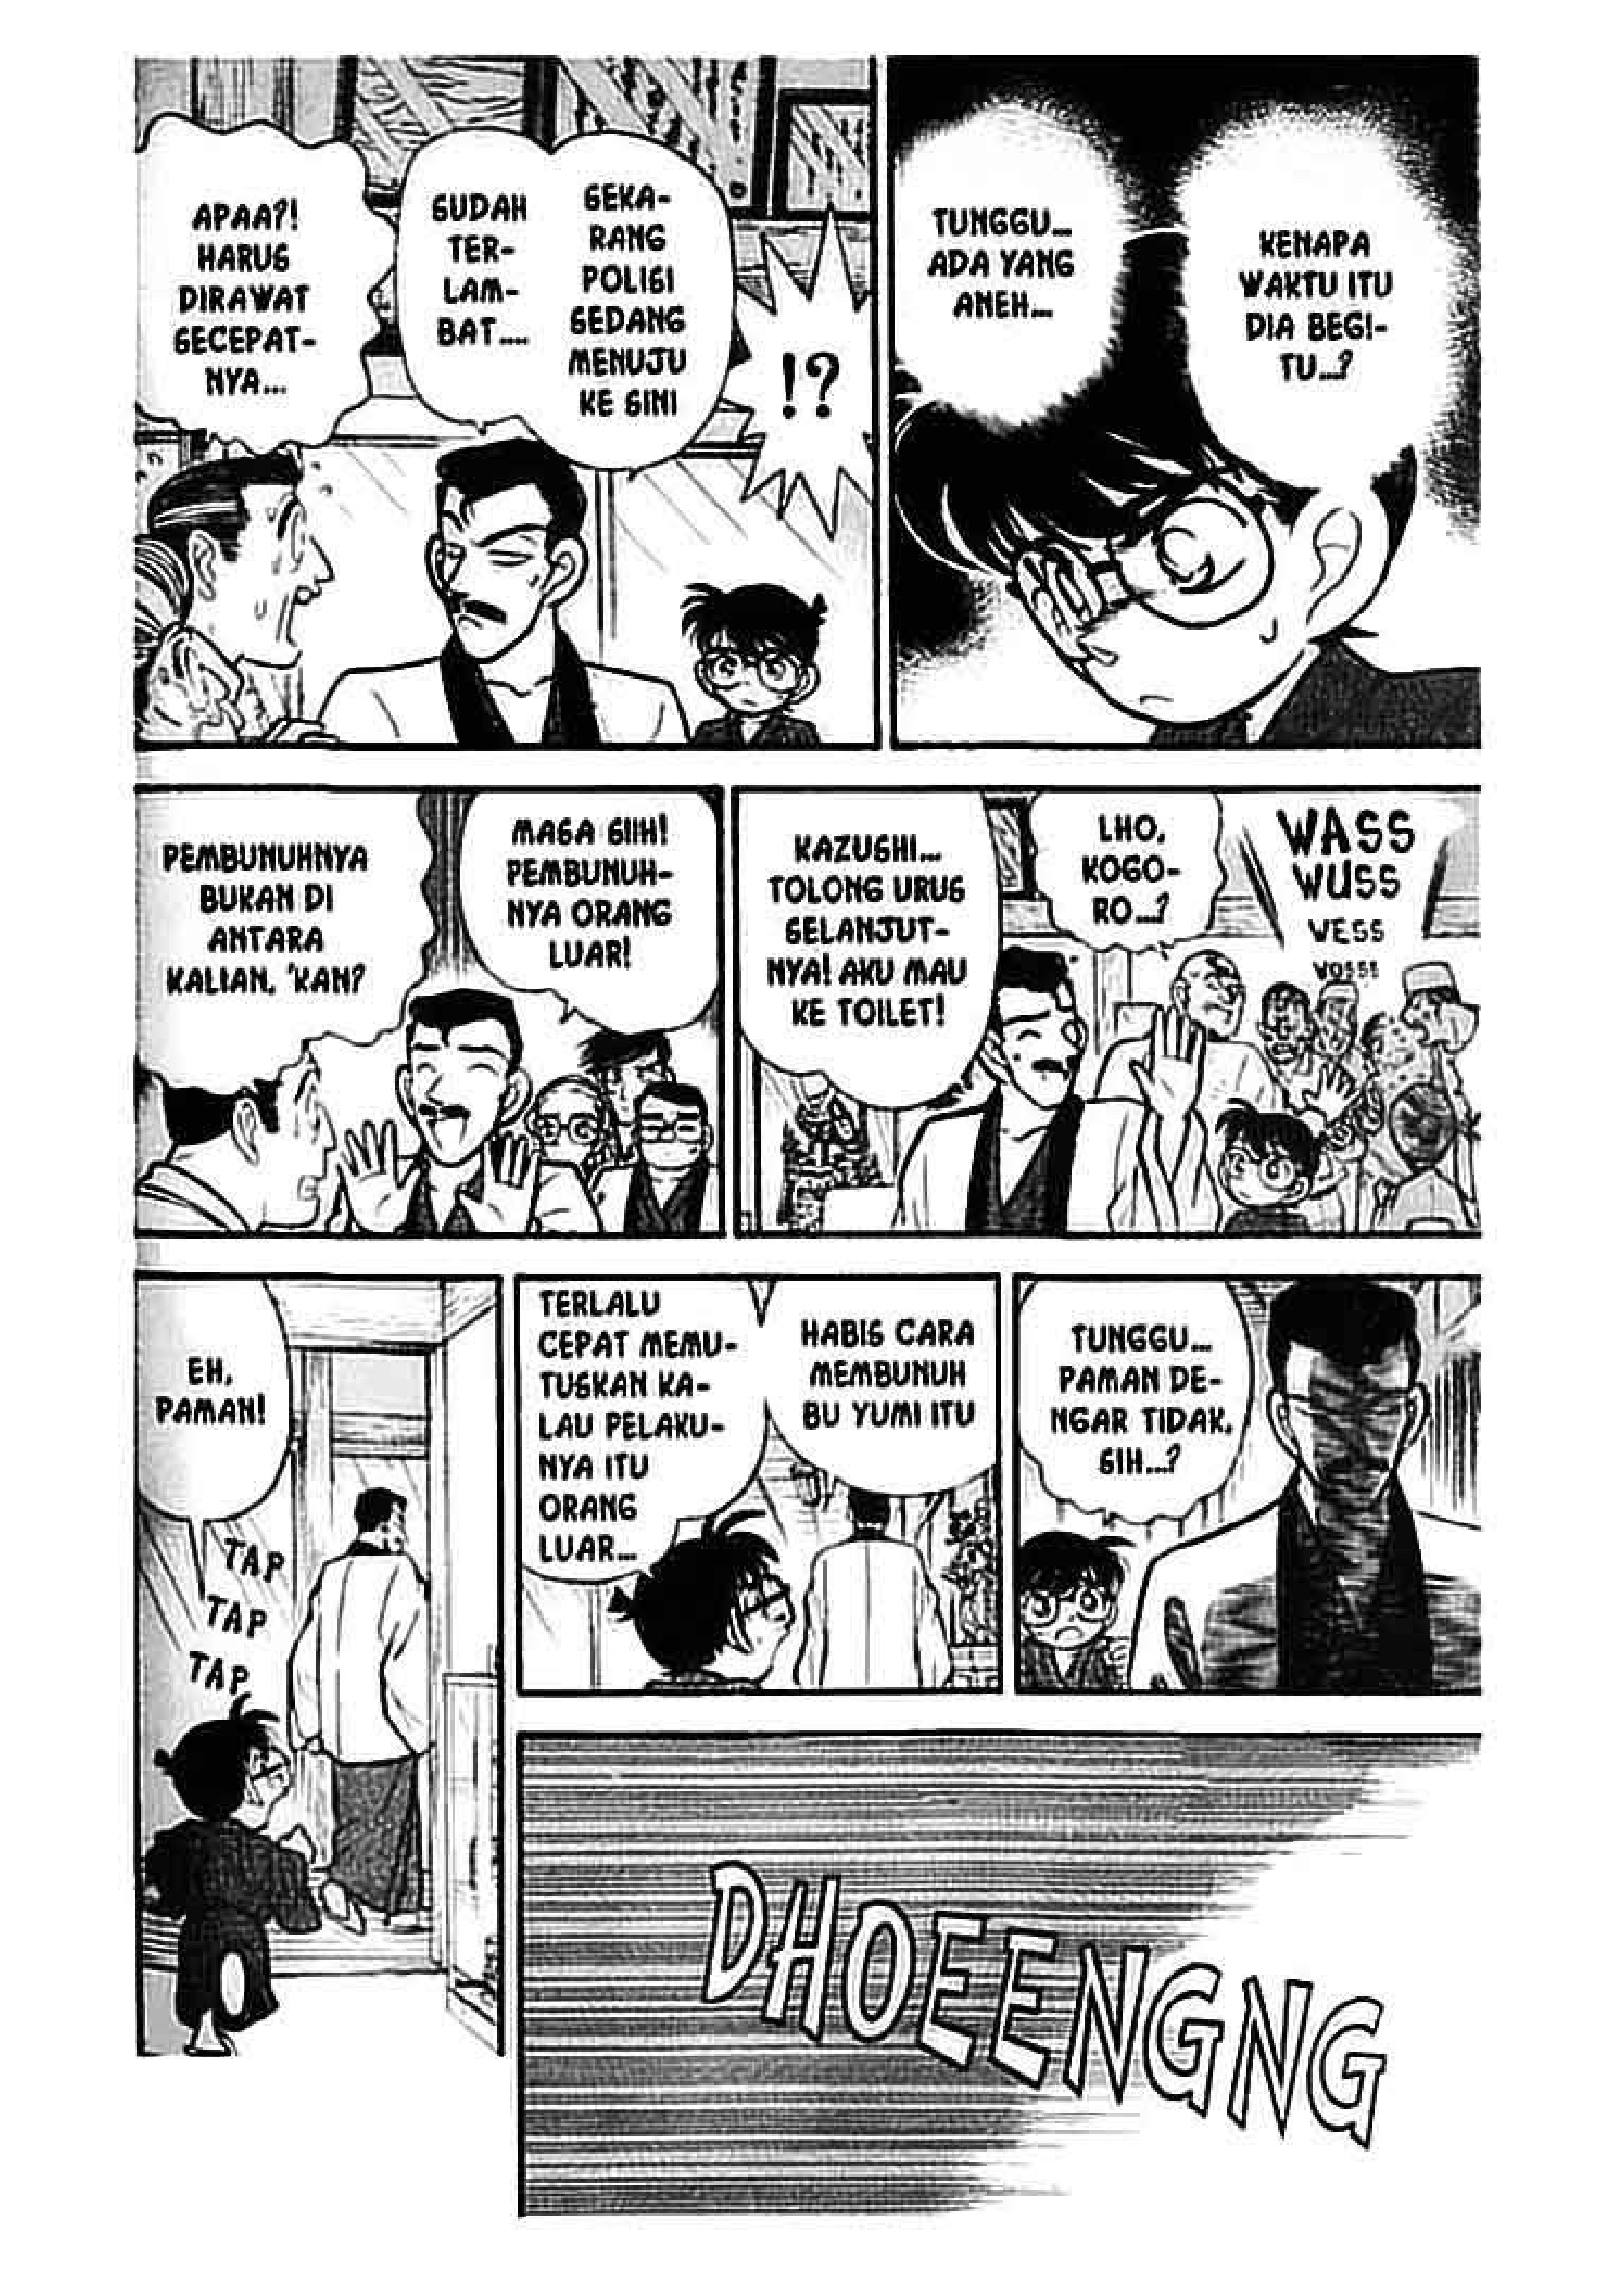 KENAPA
WAKTU ITU
DIA BEGI-
TU...?
TUNGGU...
ADA YANG
ANEH...
!?
SEKA-
RANG
POLISI
SEDANG
MENUJU
KE SINI
SUDAH
TER-
LAM-
BAT....
APAA?!
HARUS
DIRAWAT
SECEPAT-
NYA...
WASS
WUSS
WESS
WOSSS
LHO,
KOGO-
RO...?
KAZUSHI...
TOLONG URUS
SELANJUT-
NYA! AKU MAU
KE TOILET!
MASA SIIH!
PEMBUNUH-
NYA ORANG
LUAR!
PEMBUNUHNYA
BUKAN DI
ANTARA
KALIAN, 'KAN?
TUNGGU...
PAMAN DE-
NGAR TIDAK,
SIH...?
HABIS CARA
MEMBUNUH
BU YUMI ITU
TERLALU
CEPAT MEMU-
TUSKAN KA-
LAU PELAKU-
NYA ITU
ORANG
LUAR...
EH,
PAMAN!
TAP
TAP
TAP
DHOEENGNG